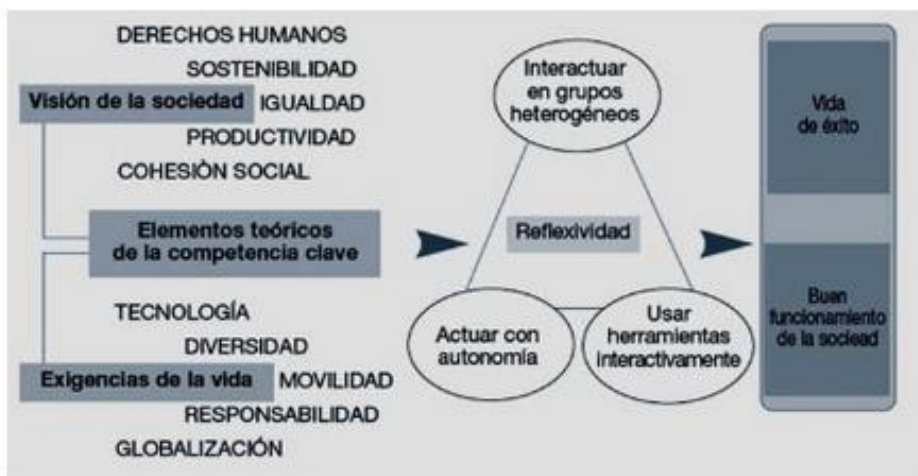 DERECHOS HUMANOS
SOSTENIBILIDAD
Visión de la sociedad IGUALDAD
PRODUCTIVIDAD
COHESIÓN SOCIAL
Elementos teóricos
de la competencia clave
TECNOLOGÍA
DIVERSIDAD
Exigencias de la vida MOVILIDAD
RESPONSABILIDAD
GLOBALIZACIÓN
Interactuar
en grupos
heterogéneos
Reflexividad
Actuar con
autonomía
Usar
herramientas
interactivamente
Vida
de éxito
Buen
funcionamiento
de la sociead